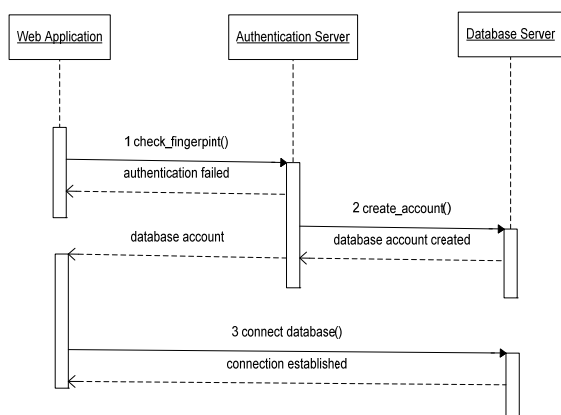 Web Application
Authentication Server
Database Server
1 check_fingerpint()
authentication failed
2 create_account()
database account
database account created
3 connect database()
connection established